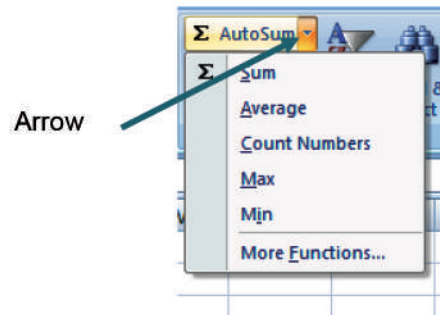 Σ AutoSum
Arrow
Σ Sum
Average
Count Numbers
Max
Min
More Functions...